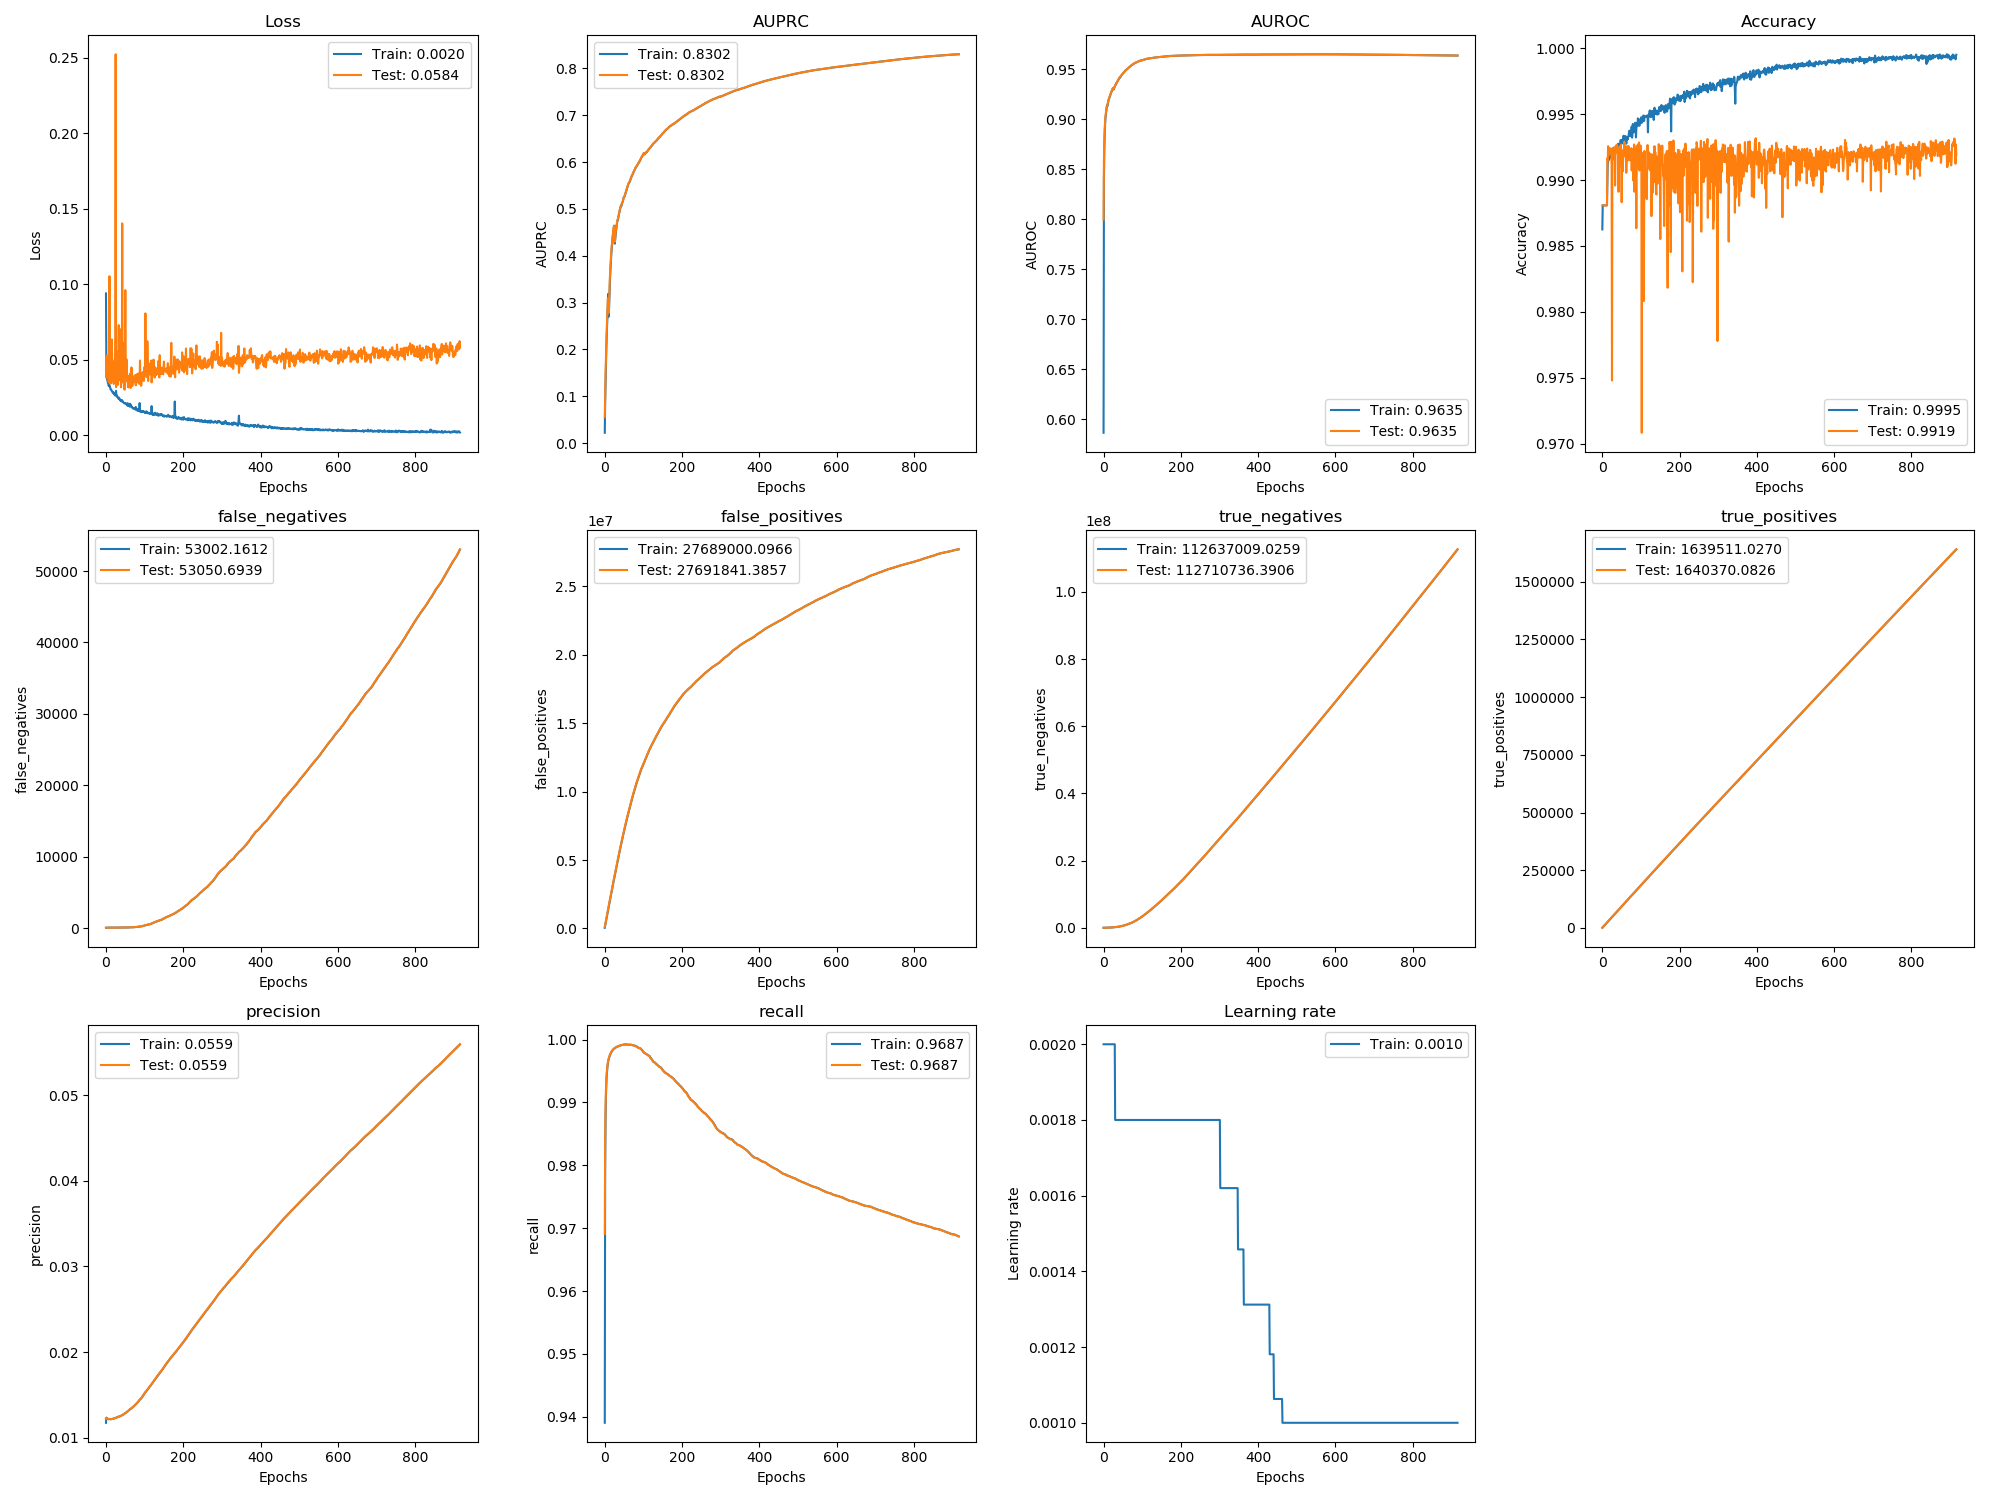 Loss
Train: 0.0020
Test: 0.0584
0.25
0.20
0.15
0.10
0.05
0.00
Loss
0 200 400 600 800
Epochs
AUPRC
Train: 0.8302
Test: 0.8302
0.8
0.7
0.6
0.5
0.4
0.3
0.2
0.1
0.0
AUPRC
0 200 400 600 800
Epochs
AUROC
0.95
0.90
0.85
0.80
0.75
0.70
0.65
0.60
AUROC
Train: 0.9635
Test: 0.9635
0 200 400 600 800
Epochs
Accuracy
1.000
0.995
0.990
0.985
0.980
0.975
0.970
Accuracy
Train: 0.9995
Test: 0.9919
0 200 400 600 800
Epochs
false_negatives
Train: 53002.1612
Test: 53050.6939
50000
40000
30000
20000
10000
0
false_negatives
0 200 400 600 800
Epochs
false_positives
1e7
Train: 27689000.0966
Test: 27691841.3857
2.5
2.0
1.5
1.0
0.5
0.0
false_positives
0 200 400 600 800
Epochs
true_negatives
1e8
Train: 112637009.0259
Test: 112710736.3906
1.0
0.8
0.6
0.4
0.2
0.0
true_negatives
0 200 400 600 800
Epochs
true_positives
Train: 1639511.0270
Test: 1640370.0826
1500000
1250000
1000000
750000
500000
250000
0
true_positives
0 200 400 600 800
Epochs
precision
Train: 0.0559
Test: 0.0559
0.05
0.04
0.03
0.02
0.01
precision
0 200 400 600 800
Epochs
recall
Train: 0.9687
Test: 0.9687
1.00
0.99
0.98
0.97
0.96
0.95
0.94
recall
0 200 400 600 800
Epochs
Learning rate
Train: 0.0010
0.0020
0.0018
0.0016
0.0014
0.0012
0.0010
Learning rate
0 200 400 600 800
Epochs